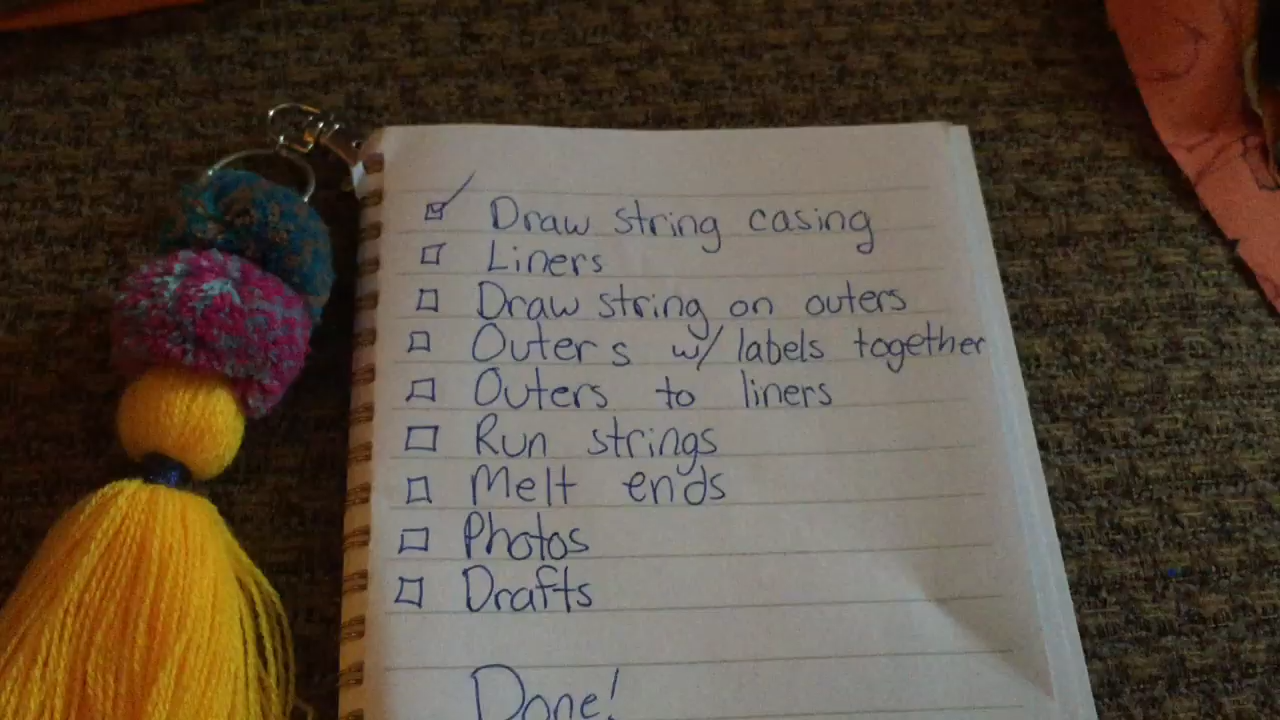 Draw string casing
Liners
Draw string on outers
Outers w/ labels together
Outers to liners
Run strings
Melt ends
Photos
Drafts
Done!